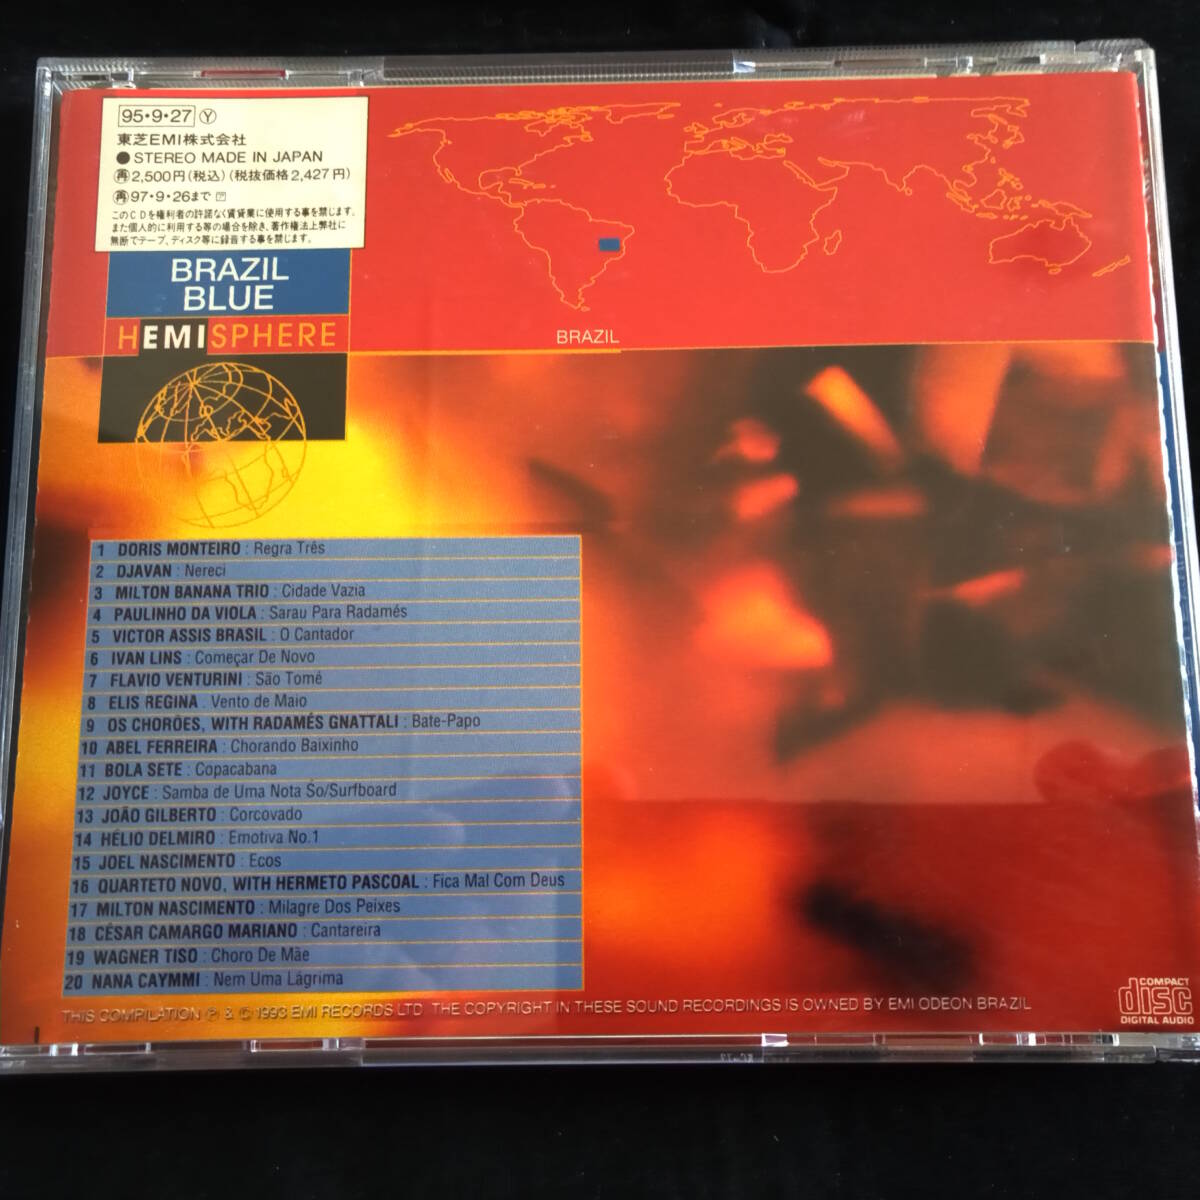 95・9・27 Ⓨ
東芝EMI株式会社
● STEREO MADE IN JAPAN
㊢2,500円(税込)(税抜価格2,427円)
㊢97・9・26まで
このCDを権利者の許諾なく賃貸業に使用する事を禁じます。
また個人的に利用する等の場合を除き、著作権法上弊社に
無断でテープ、ディスク等に録音する事を禁じます。
BRAZIL
BLUE
HEMISPHERE
BRAZIL
1 DORIS MONTEIRO : Regra Três
2 DJAVAN : Nereci
3 MILTON BANANA TRIO : Cidade Vazia
4 PAULINHO DA VIOLA : Sarau Para Radamés
5 VICTOR ASSIS BRASIL : O Cantador
6 IVAN LINS : Começar De Novo
7 FLAVIO VENTURINI : São Tomé
8 ELIS REGINA : Vento de Maio
9 OS CHORÕES, WITH RADAMÉS GNATTALI : Bate-Papo
10 ABEL FERREIRA : Chorando Baixinho
11 BOLA SETE : Copacabana
12 JOYCE : Samba de Uma Nota So/Surfboard
13 JOÃO GILBERTO : Corcovado
14 HÉLIO DELMIRO : Emotiva No.1
15 JOEL NASCIMENTO : Ecos
16 QUARTETO NOVO, WITH HERMETO PASCOAL : Fica Mal Com Deus
17 MILTON NASCIMENTO : Milagre Dos Peixes
18 CÉSAR CAMARGO MARIANO : Cantareira
19 WAGNER TISO : Choro De Mãe
20 NANA CAYMMI : Nem Uma Lágrima
THIS COMPILATION ℗ & © 1993 EMI RECORDS LTD THE COPYRIGHT IN THESE SOUND RECORDINGS IS OWNED BY EMI ODEON BRAZIL
COMPACT
disc
DIGITAL AUDIO